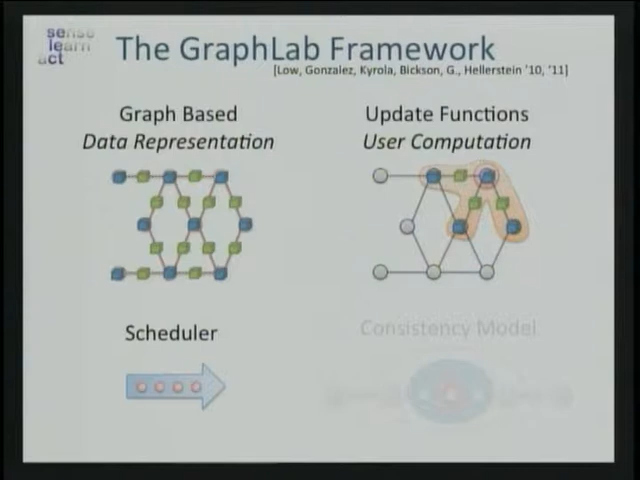 sense
learn
act
The GraphLab Framework
[Low, Gonzalez, Kyrola, Bickson, G., Hellerstein '10, '11]
Graph Based
Data Representation
Update Functions
User Computation
Scheduler
Consistency Model